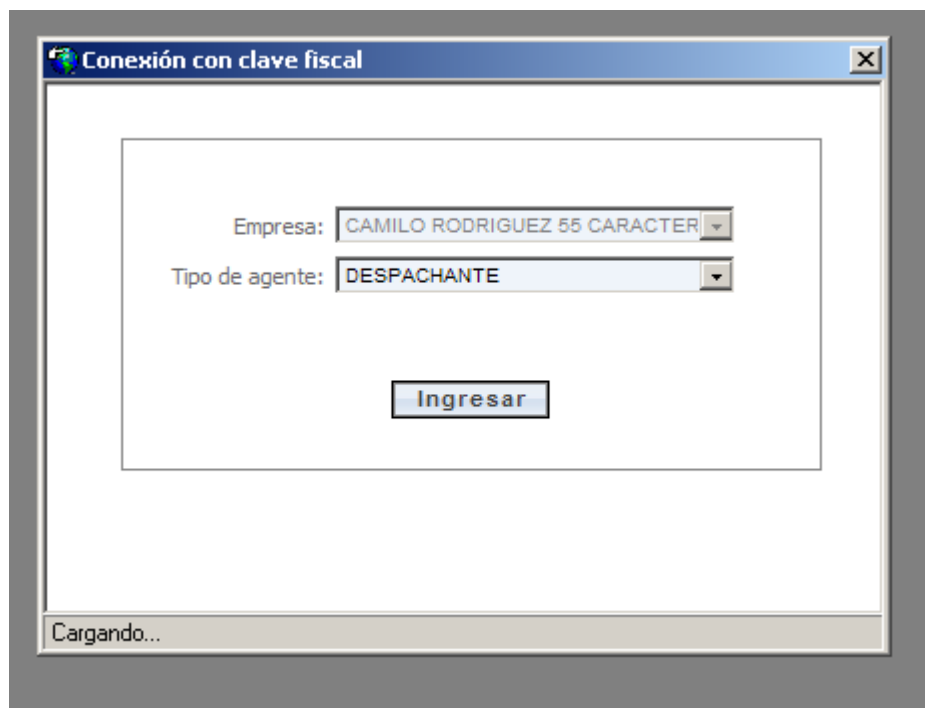 Conexión con clave fiscal
Empresa: CAMILO RODRIGUEZ 55 CARACTER
Tipo de agente: DESPACHANTE
Ingresar
Cargando...